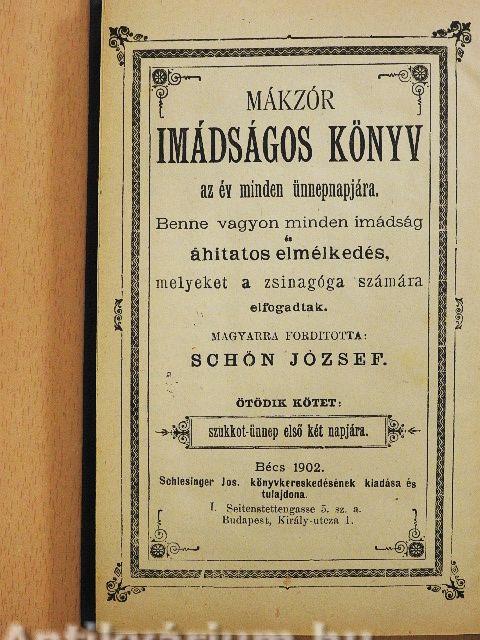 MÁKZÓR
IMÁDSÁGOS KÖNYV
az év minden ünnepnapjára.
Benne vagyon minden imádság
és
áhitatos elmélkedés,
melyeket a zsinagóga számára
elfogadtak.
MAGYARRA FORDITOTTA:
SCHÖN JÓZSEF.
ÖTÖDIK KÖTET:
szukkot-ünnep első két napjára.
Bécs 1902.
Schlesinger Jos. könyvkereskedésének kiadása és
tulajdona.
I. Seitenstettengasse 5. sz. a.
Budapest, Király-utcza 1.
Antikvárium.hu